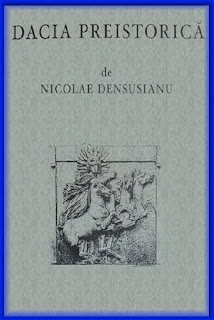 DACIA PREISTORICĂ
de
NICOLAE DENSUSIANU